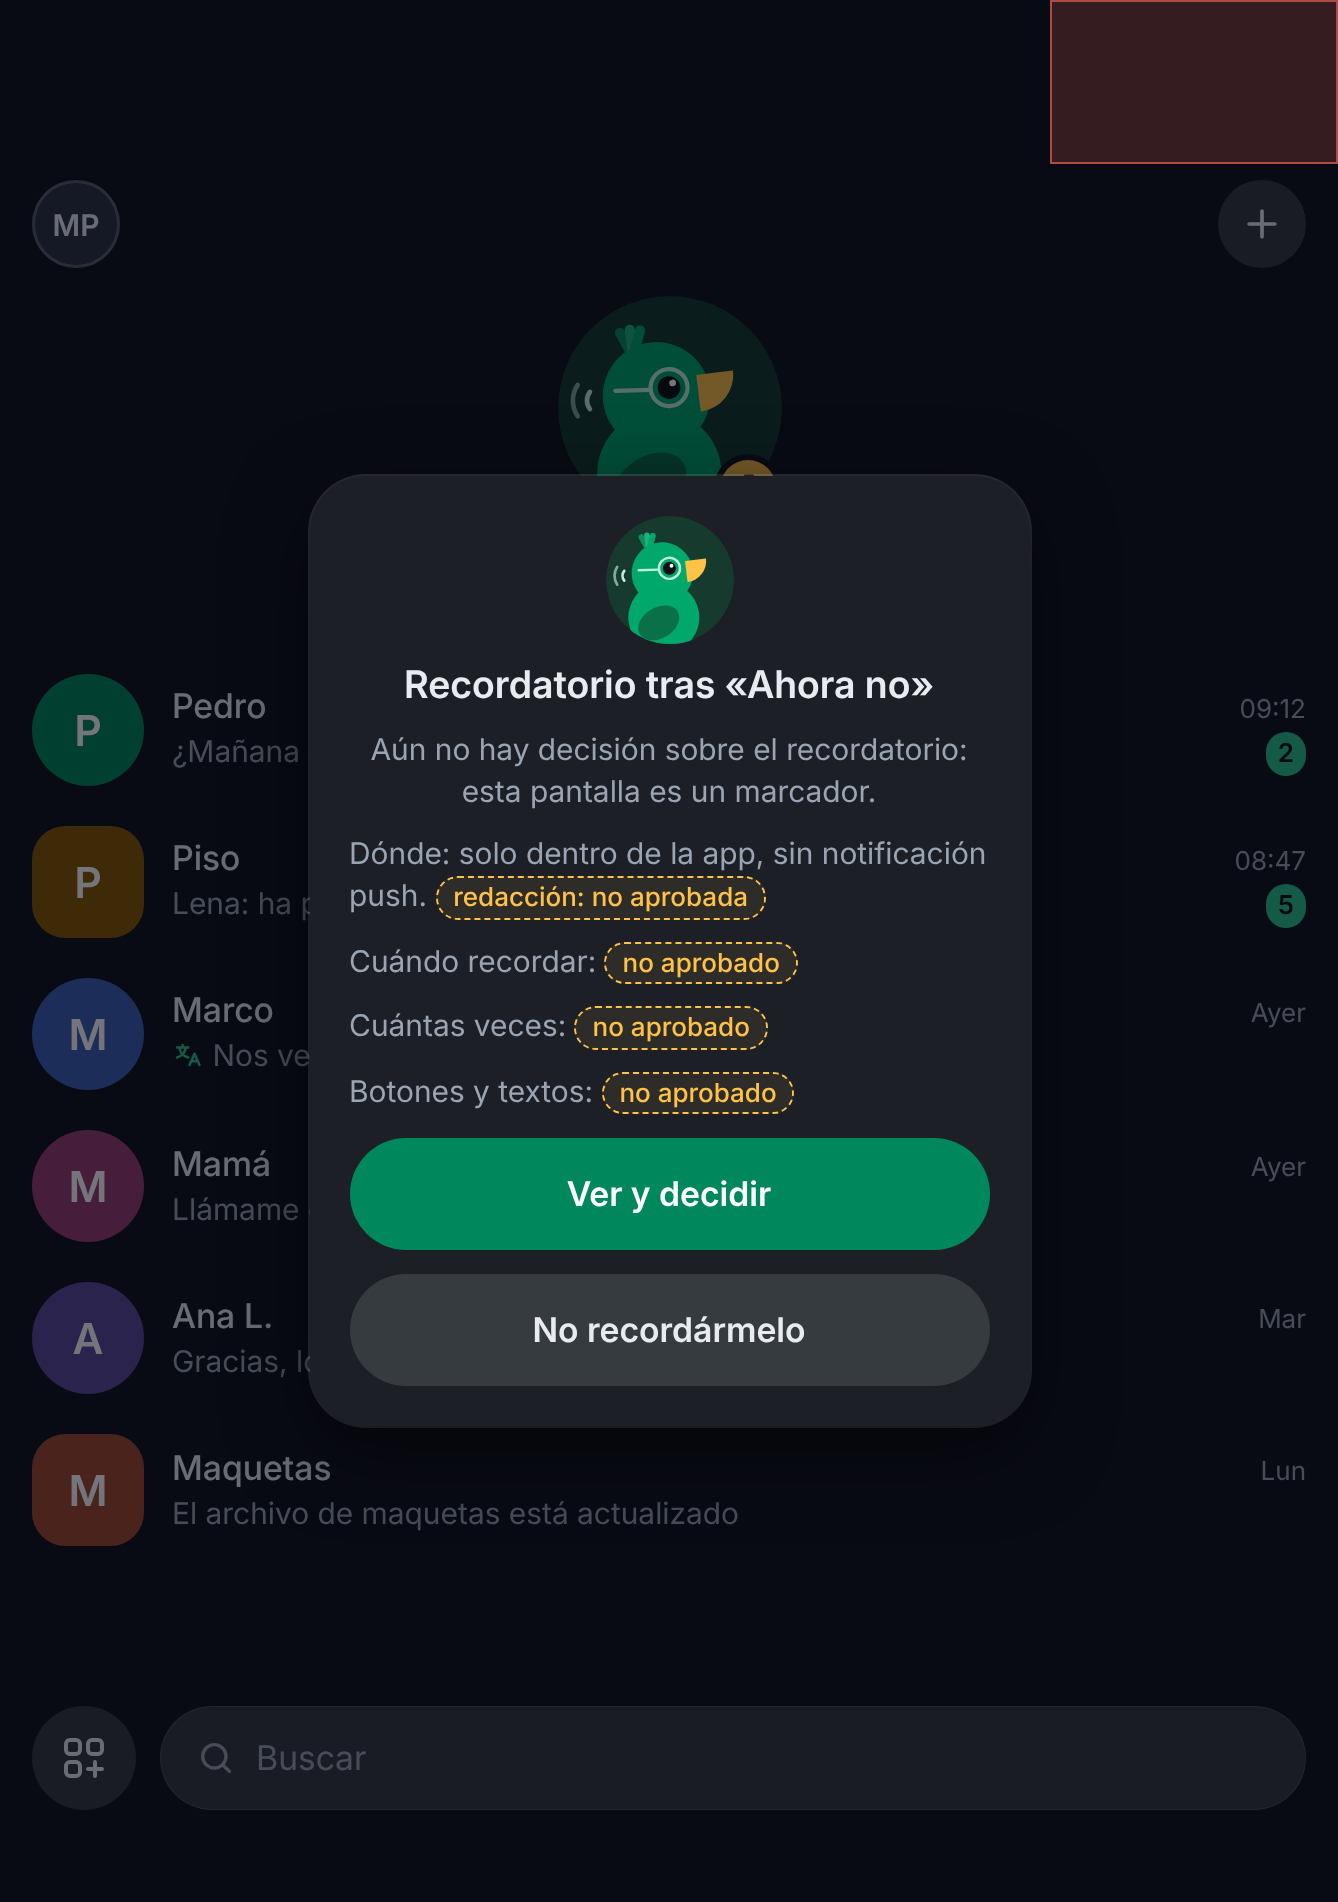 MP
Recordatorio tras «Ahora no»
Aún no hay decisión sobre el recordatorio:
esta pantalla es un marcador.
Dónde: solo dentro de la app, sin notificación
push. redacción: no aprobada
Cuándo recordar: no aprobado
Cuántas veces: no aprobado
Botones y textos: no aprobado
Ver y decidir
No recordármelo
P
Pedro
09:12
¿Mañana
2
P
Piso
08:47
Lena: ha
5
M
Marco
Ayer
Nos ve
M
Mamá
Ayer
Llámame
A
Ana L.
Mar
Gracias,
M
Maquetas
Lun
El archivo de maquetas está actualizado
Buscar